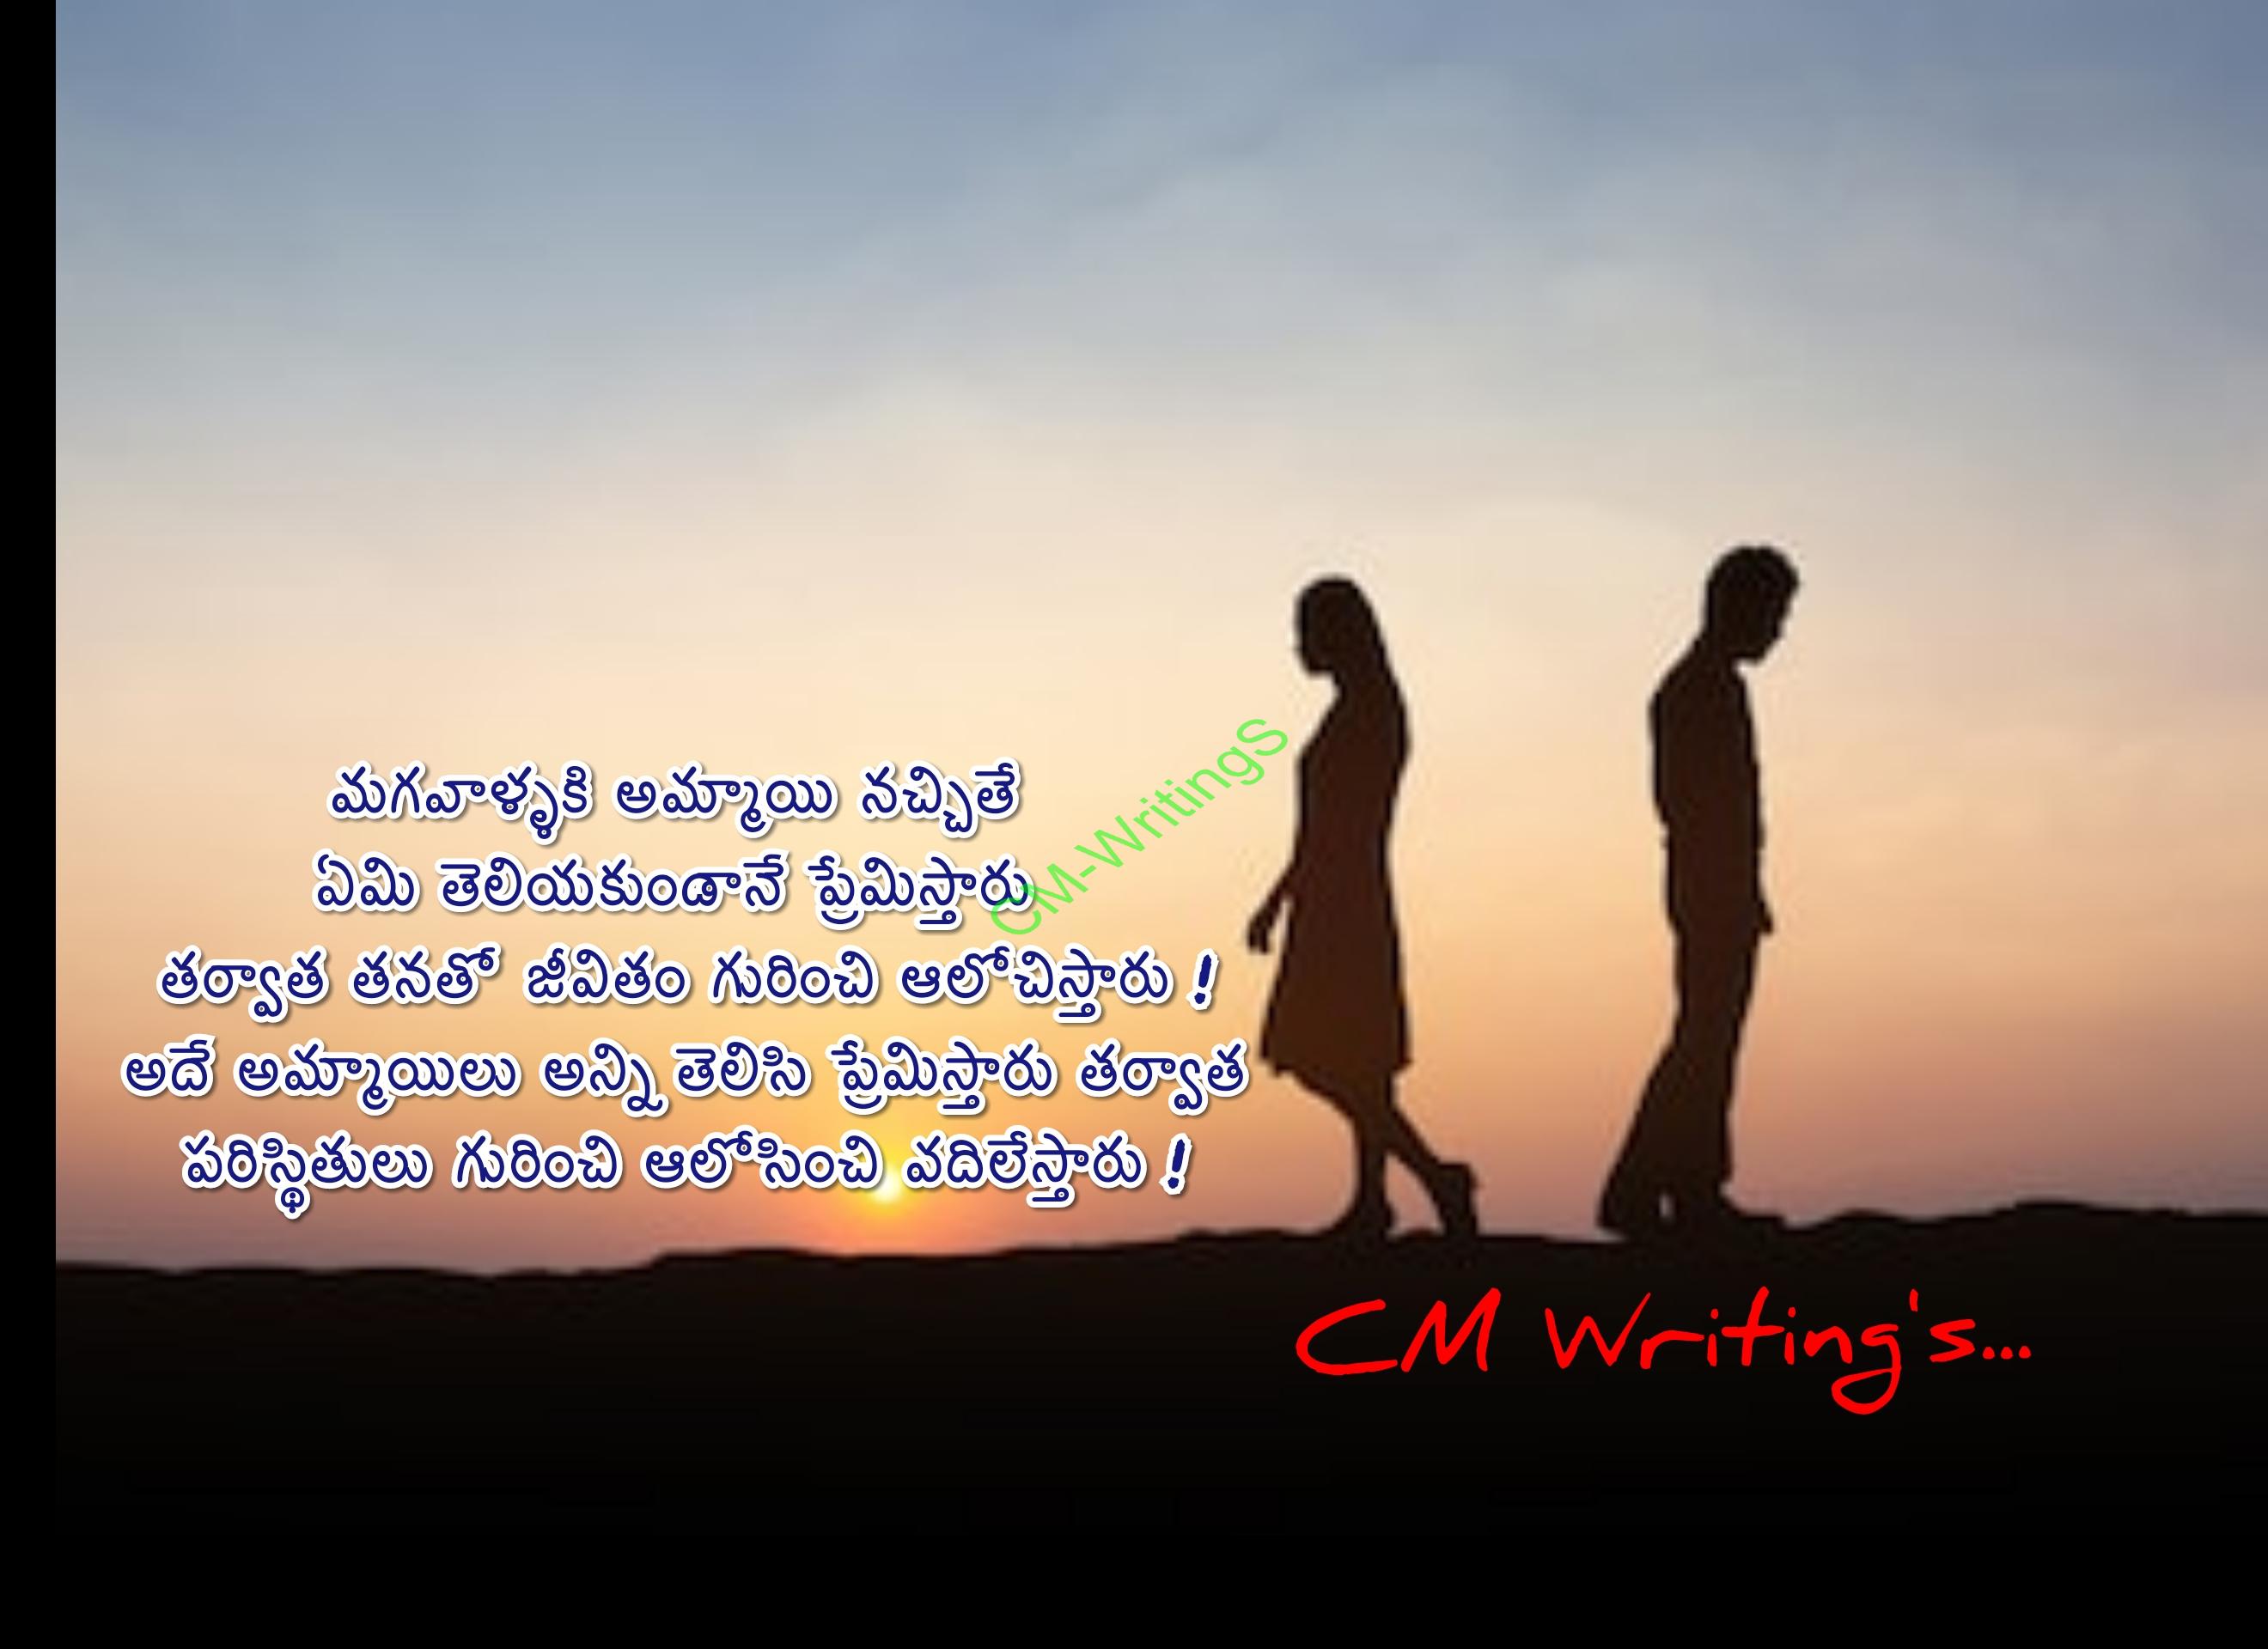 మగవాళ్ళకి అమ్మాయి నచ్చితే
ఏమి తెలియకుండానే ప్రేమిస్తారు
తర్వాత తనతో జీవితం గురించి ఆలోచిస్తారు !
అదే అమ్మాయిలు అన్ని తెలిసి ప్రేమిస్తారు తర్వాత
పరిస్థితులు గురించి ఆలోసించి వదిలేస్తారు !
CM-WritingS
CM Writing's...